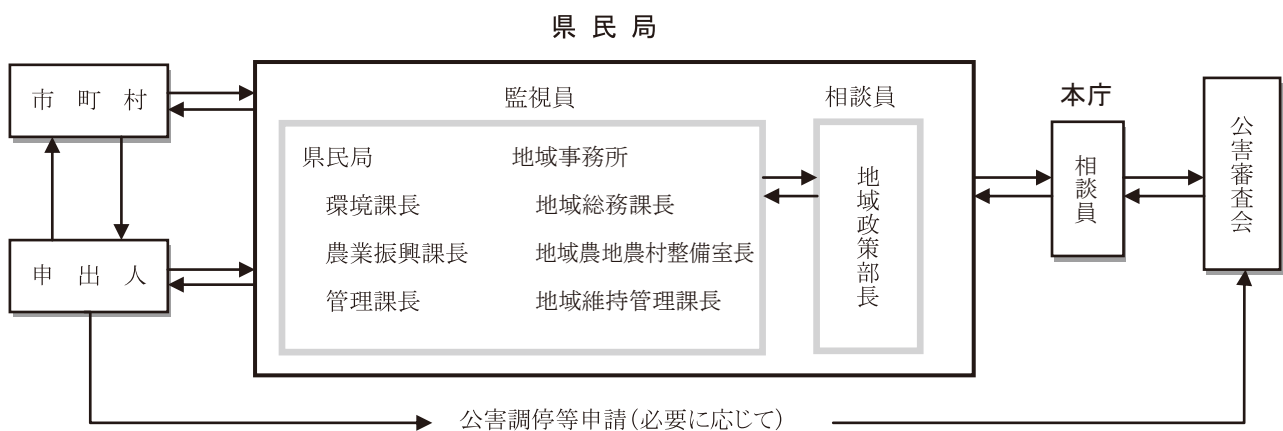 県民局
市町村
申出人
監視員
県民局
環境課長
農業振興課長
管理課長
地域事務所
地域総務課長
地域農地農村整備室長
地域維持管理課長
相談員
地域政策部長
本庁
相談員
公害審査会
公害調停等申請(必要に応じて)